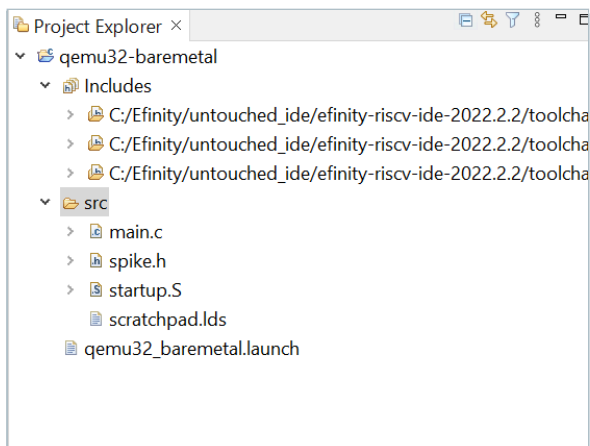 Project Explorer
qemu32-baremetal
Includes
C:/Efinity/untouched_ide/efinity-riscv-ide-2022.2.2/toolcha
C:/Efinity/untouched_ide/efinity-riscv-ide-2022.2.2/toolcha
C:/Efinity/untouched_ide/efinity-riscv-ide-2022.2.2/toolcha
src
main.c
spike.h
startup.S
scratchpad.lds
qemu32_baremetal.launch